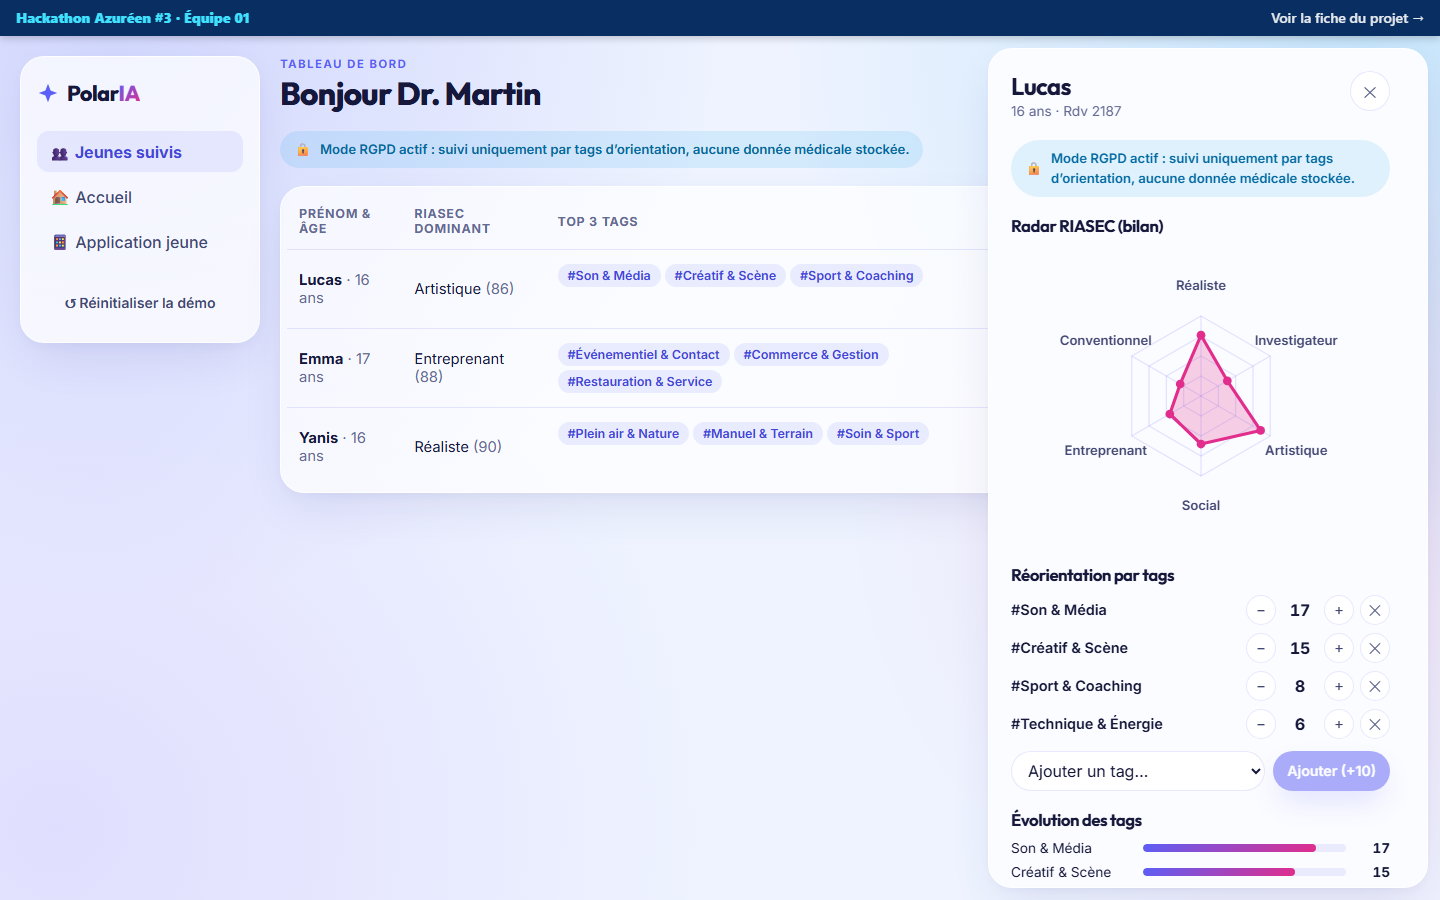 Hackathon Azuréen #3 · Équipe 01
Voir la fiche du projet →
PolarIA
Jeunes suivis
Accueil
Application jeune
↺ Réinitialiser la démo
TABLEAU DE BORD
Bonjour Dr. Martin
Mode RGPD actif : suivi uniquement par tags d’orientation, aucune donnée médicale stockée.
PRÉNOM &
ÂGE
RIASEC
DOMINANT
TOP 3 TAGS
Lucas · 16
ans
Artistique (86)
#Son & Média #Créatif & Scène #Sport & Coaching
Emma · 17
ans
Entreprenant
(88)
#Événementiel & Contact #Commerce & Gestion
#Restauration & Service
Yanis · 16
ans
Réaliste (90)
#Plein air & Nature #Manuel & Terrain #Soin & Sport
Lucas
16 ans · Rdv 2187
Mode RGPD actif : suivi uniquement par tags
d’orientation, aucune donnée médicale stockée.
Radar RIASEC (bilan)
Réaliste
Conventionnel
Investigateur
Entreprenant
Artistique
Social
Réorientation par tags
#Son & Média − 17 +
#Créatif & Scène − 15 +
#Sport & Coaching − 8 +
#Technique & Énergie − 6 +
Ajouter un tag…
Ajouter (+10)
Évolution des tags
Son & Média 17
Créatif & Scène 15